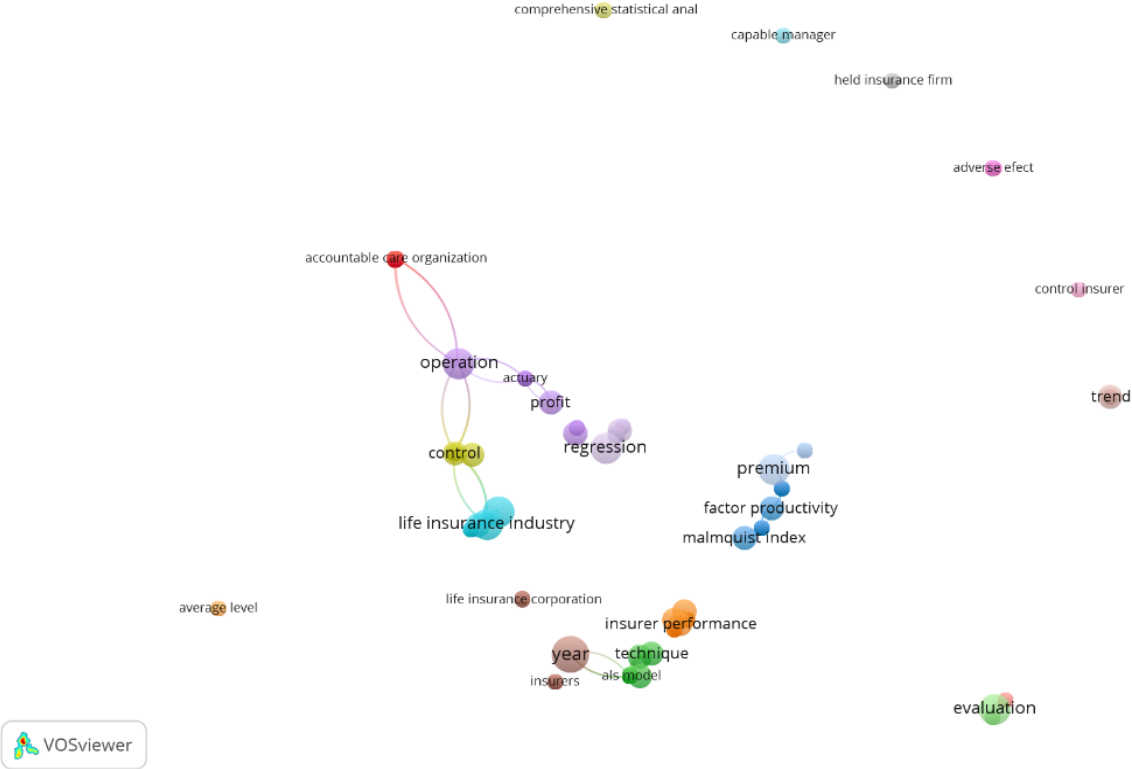 comprehensive statistical anal
capable manager
held insurance firm
adverse efect
accountable care organization
control insurer
operation
actuary
profit
trend
regression
control
premium
factor productivity
life insurance industry
malmquist index
life insurance corporation
average level
insurer performance
year
technique
als model
insurers
evaluation
VOSviewer